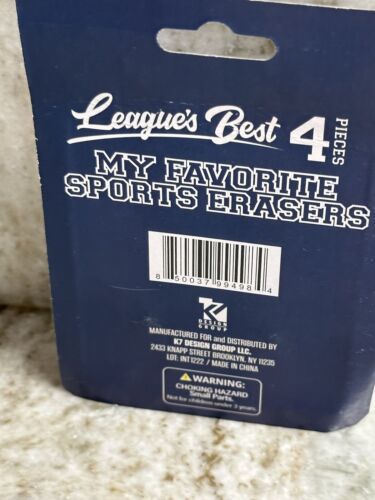 League's Best
4 PIECES
MY FAVORITE
SPORTS ERASERS
8 50037 99498 4
K7
DESIGN
GROUP
MANUFACTURED FOR and DISTRIBUTED BY
K7 DESIGN GROUP LLC.
2433 KNAPP STREET BROOKLYN, NY 11235
LOT: INT1222 / MADE IN CHINA
WARNING:
CHOKING HAZARD
Small Parts.
Not for children under 3 years.